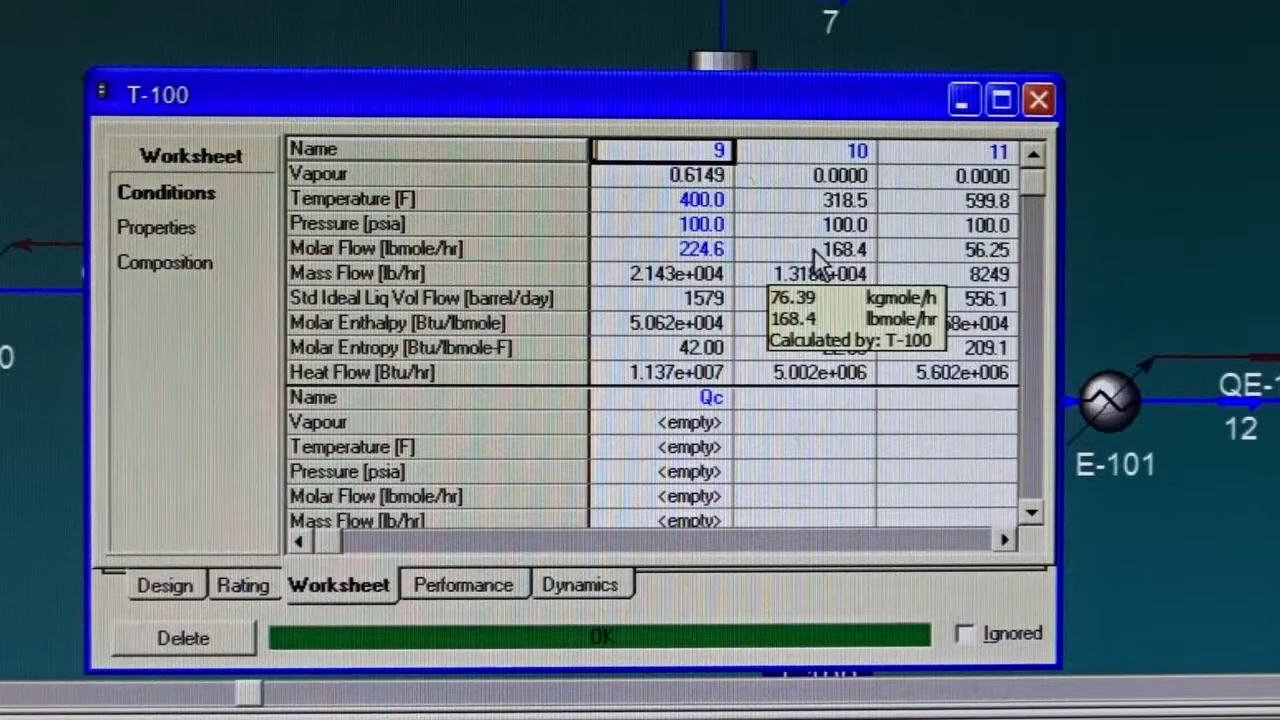 7
T-100
Worksheet
Conditions
Properties
Composition
Name 9 10 11
Vapour 0.6149 0.0000 0.0000
Temperature [F] 400.0 318.5 599.8
Pressure [psia] 100.0 100.0 100.0
Molar Flow [lbmole/hr] 224.6 168.4 56.25
Mass Flow [lb/hr] 2.143e+004 1.318e+004 8249
Std Ideal Liq Vol Flow [barrel/day] 1579 556.1
Molar Enthalpy [Btu/lbmole] 5.062e+004 58e+004
Molar Entropy [Btu/lbmole-F] 42.00 209.1
Heat Flow [Btu/hr] 1.137e+007 5.002e+006 5.602e+006
76.39 kgmole/h
168.4 lbmole/hr
Calculated by: T-100
Name Qc
Vapour <empty>
Temperature [F] <empty>
Pressure [psia] <empty>
Molar Flow [lbmole/hr] <empty>
Mass Flow [lb/hr] <empty>
Design Rating Worksheet Performance Dynamics
Delete OK Ignored
0
QE-1
12
E-101